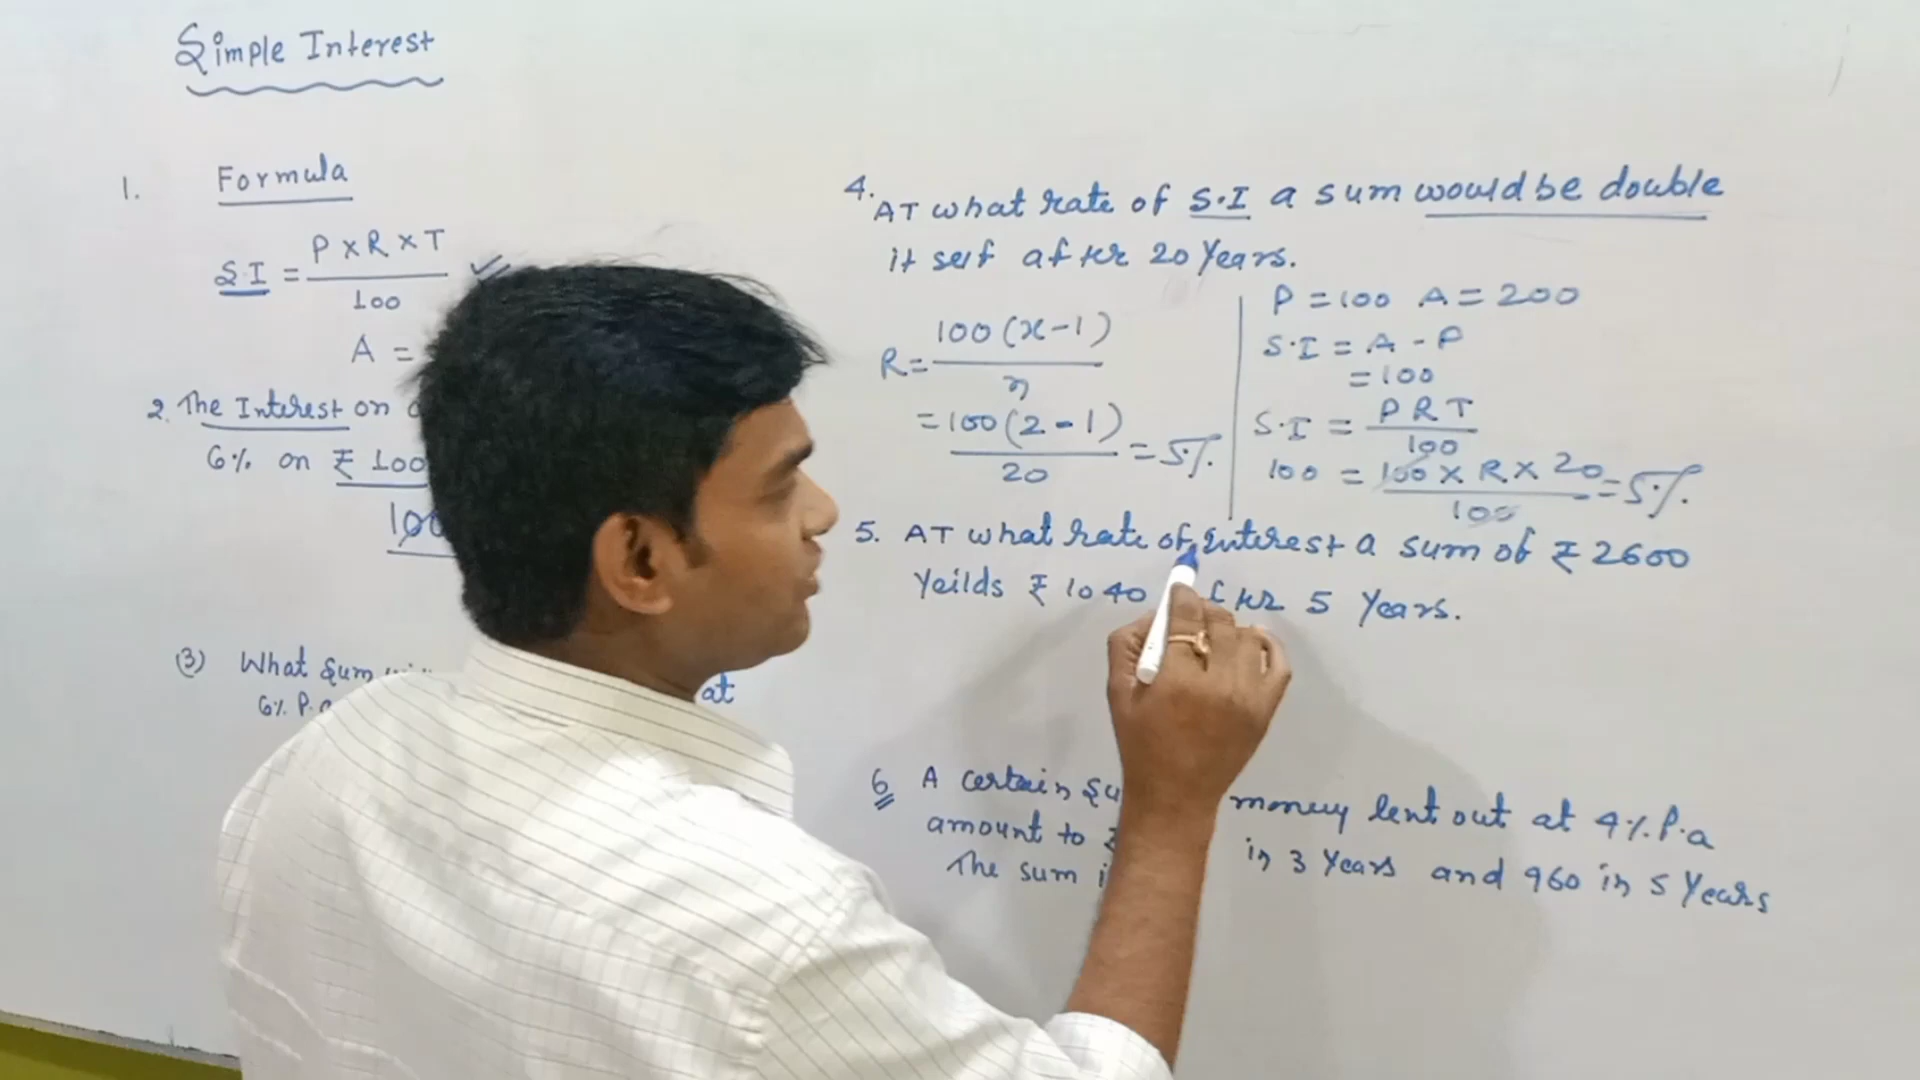 Simple Interest
1. Formula
S I = P x R x T
100
A =
2. The Interest on
6% on ₹ 100
100
(3) What Sum at
6% P.a
4. AT what rate of S.I a sum would be double
it self after 20 Years.
R = 100 (x - 1)
n
= 100 (2 - 1) = 5%
20
P = 100 A = 200
S.I = A - P
= 100
S.I = P R T
100
100 = 100 x R x 20 = 5%
100
5. AT what rate of interest a sum of ₹ 2600
Yeilds ₹ 1040 5 Years.
6 A certain money lent out at 4% P.a
amount to in 3 Years and 960 in 5 Years
The sum